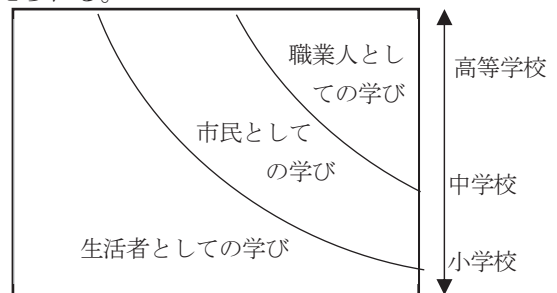 職業人とし
ての学び
高等学校
市民として
の学び
中学校
生活者としての学び
小学校